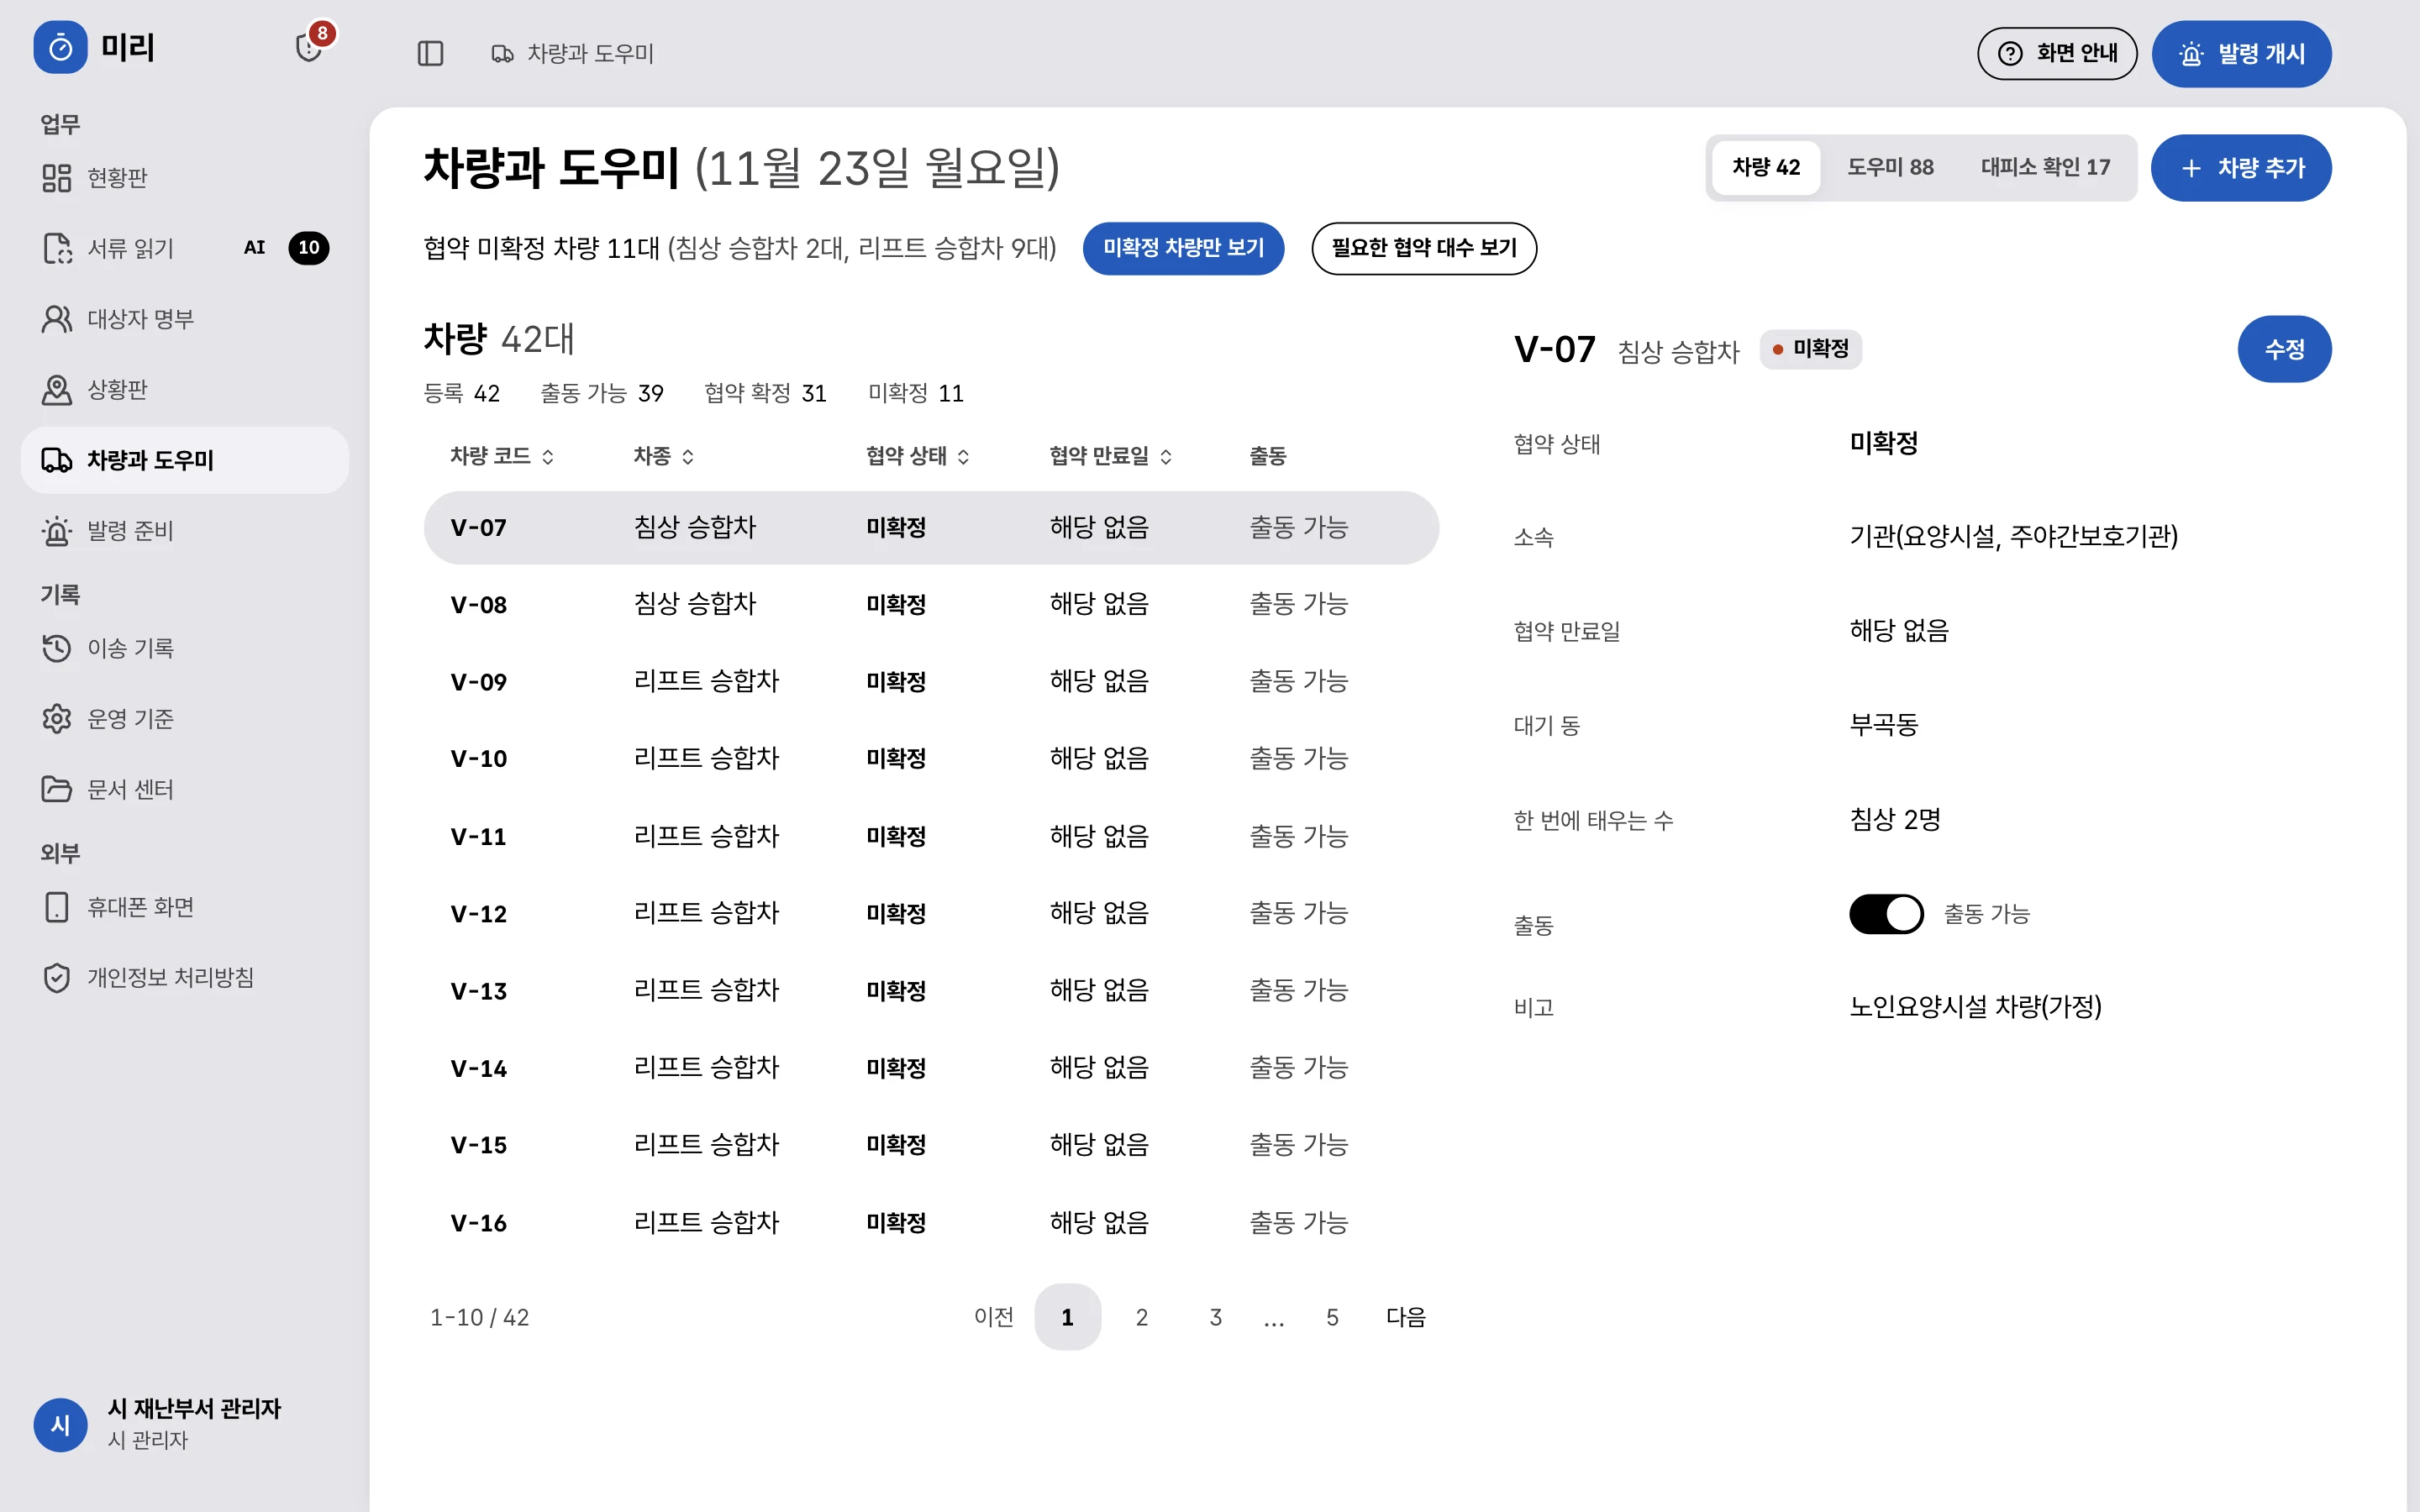 미리
8
업무
현황판
서류 읽기 AI 10
대상자 명부
상황판
차량과 도우미
발령 준비
기록
이송 기록
운영 기준
문서 센터
외부
휴대폰 화면
개인정보 처리방침
시
시 재난부서 관리자
시 관리자
차량과 도우미
화면 안내
발령 개시
차량과 도우미 (11월 23일 월요일)
차량 42 도우미 88 대피소 확인 17
차량 추가
협약 미확정 차량 11대 (침상 승합차 2대, 리프트 승합차 9대)
미확정 차량만 보기
필요한 협약 대수 보기
차량 42대
등록 42 출동 가능 39 협약 확정 31 미확정 11
차량 코드 차종 협약 상태 협약 만료일 출동
V-07 침상 승합차 미확정 해당 없음 출동 가능
V-08 침상 승합차 미확정 해당 없음 출동 가능
V-09 리프트 승합차 미확정 해당 없음 출동 가능
V-10 리프트 승합차 미확정 해당 없음 출동 가능
V-11 리프트 승합차 미확정 해당 없음 출동 가능
V-12 리프트 승합차 미확정 해당 없음 출동 가능
V-13 리프트 승합차 미확정 해당 없음 출동 가능
V-14 리프트 승합차 미확정 해당 없음 출동 가능
V-15 리프트 승합차 미확정 해당 없음 출동 가능
V-16 리프트 승합차 미확정 해당 없음 출동 가능
1-10 / 42
이전 1 2 3 ... 5 다음
V-07 침상 승합차 미확정
수정
협약 상태 미확정
소속 기관(요양시설, 주야간보호기관)
협약 만료일 해당 없음
대기 동 부곡동
한 번에 태우는 수 침상 2명
출동 출동 가능
비고 노인요양시설 차량(가정)